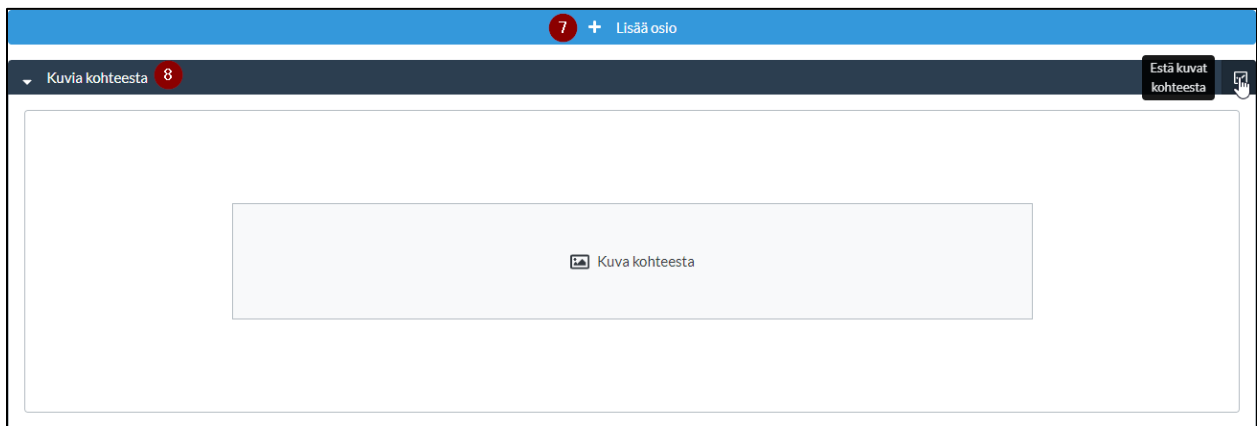 7 + Lisää osio
Kuvia kohteesta 8
Estä kuvat
kohteesta
Kuva kohteesta